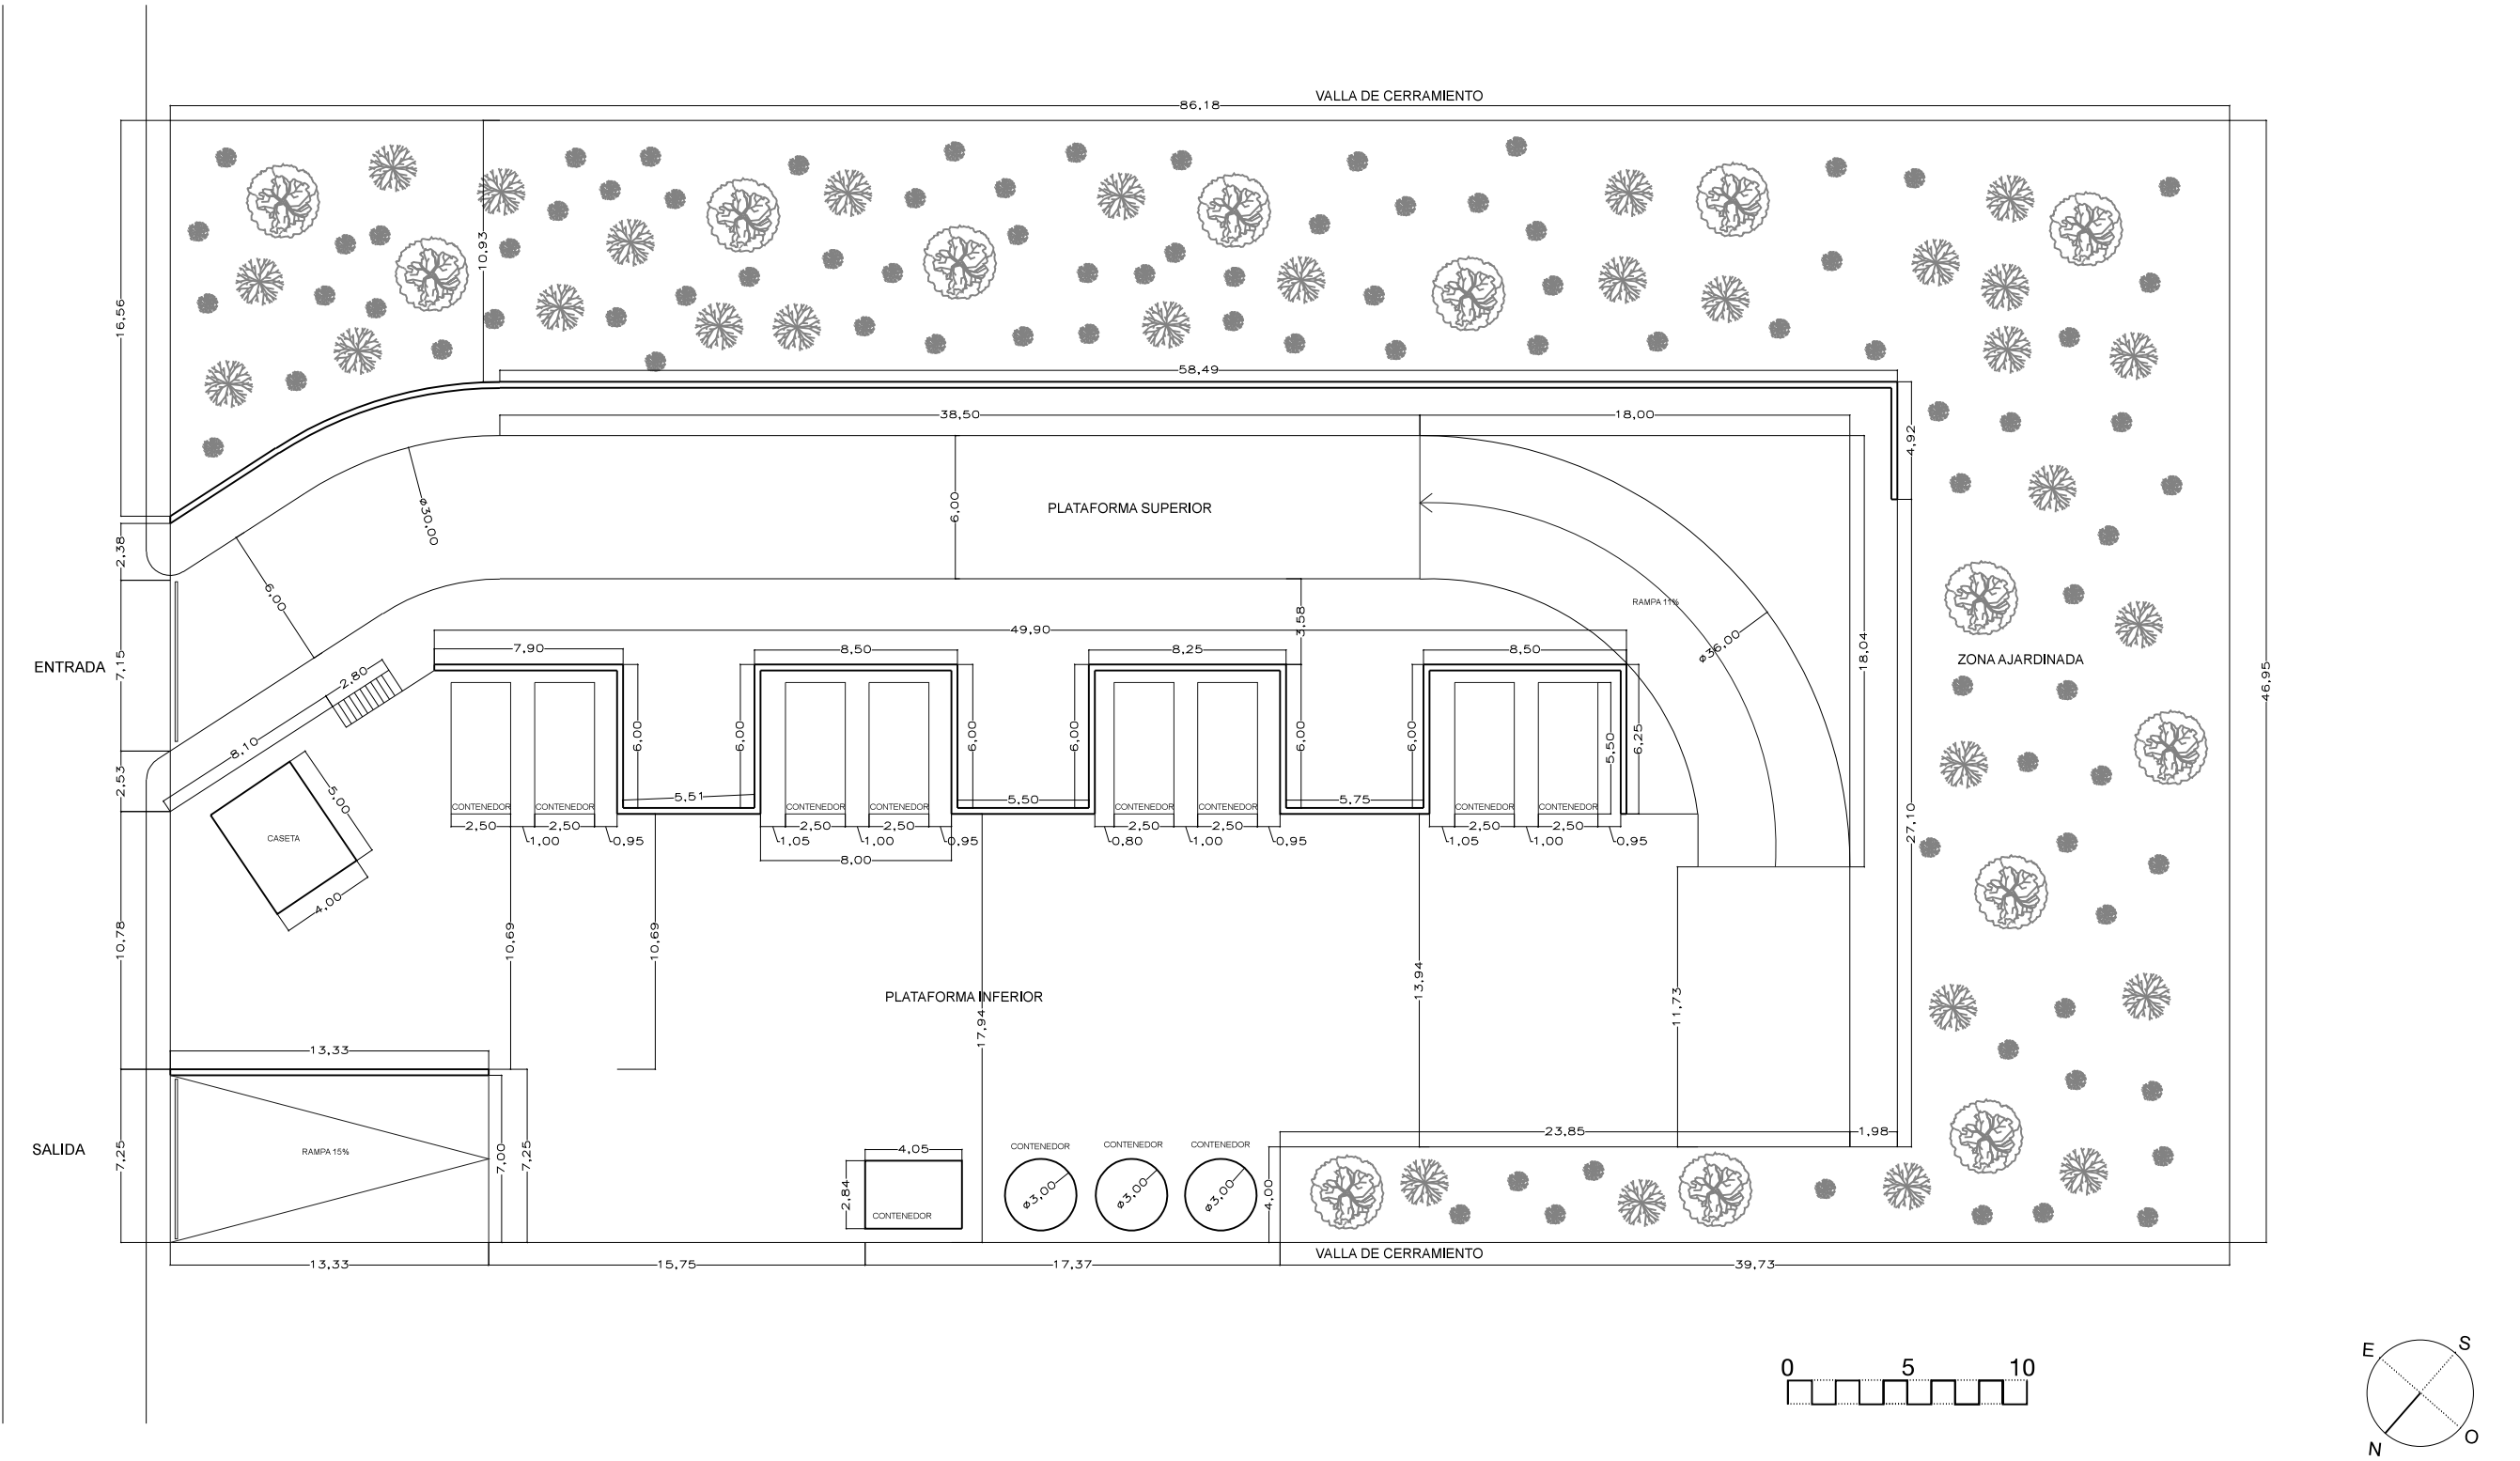 VALLA DE CERRAMIENTO
86,18
10,93
16,56
58,49
38,50
18,00
4,92
ø30,00
6,00
PLATAFORMA SUPERIOR
2,38
6,00
RAMPA 11%
3,58
49,90
ø36,00
18,04
ZONA AJARDINADA
46,95
ENTRADA
7,15
7,90
8,50
8,25
8,50
2,80
8,10
6,00
6,00
6,00
6,00
6,00
6,00
5,50
6,25
2,53
5,51
5,50
5,75
5,00
CASETA
4,00
CONTENEDOR
CONTENEDOR
CONTENEDOR
CONTENEDOR
CONTENEDOR
CONTENEDOR
CONTENEDOR
CONTENEDOR
2,50
2,50
2,50
2,50
2,50
2,50
2,50
2,50
1,00
0,95
1,05
1,00
0,95
0,80
1,00
0,95
1,05
1,00
0,95
8,00
27,10
10,78
10,69
10,69
13,94
PLATAFORMA INFERIOR
17,94
11,73
13,33
SALIDA
7,25
RAMPA 15%
7,00
7,25
4,05
2,84
CONTENEDOR
CONTENEDOR
CONTENEDOR
CONTENEDOR
ø3,00
ø3,00
ø3,00
4,00
23,85
1,98
VALLA DE CERRAMIENTO
13,33
15,75
17,37
39,73
0
5
10
E
S
N
O